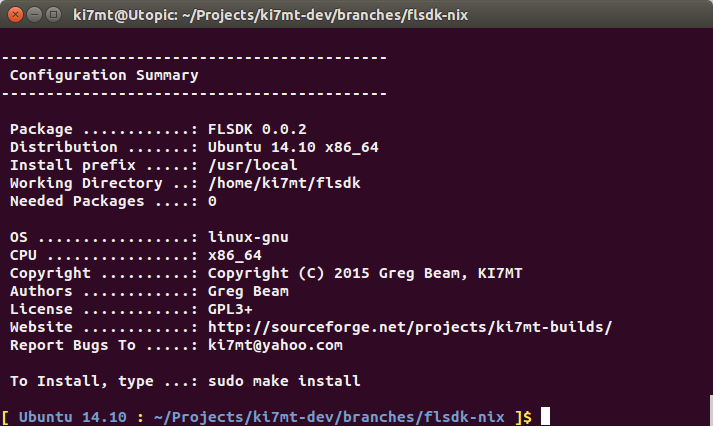 ki7mt@Utopic: ~/Projects/ki7mt-dev/branches/flsdk-nix
-------------------------------------------
Configuration Summary
-------------------------------------------
Package ............: FLSDK 0.0.2
Distribution .......: Ubuntu 14.10 x86_64
Install prefix .....: /usr/local
Working Directory ..: /home/ki7mt/flsdk
Needed Packages ....: 0
OS .................: linux-gnu
CPU ................: x86_64
Copyright ..........: Copyright (C) 2015 Greg Beam, KI7MT
Authors ............: Greg Beam
License ............: GPL3+
Website ............: http://sourceforge.net/projects/ki7mt-builds/
Report Bugs To .....: ki7mt@yahoo.com
To Install, type ...: sudo make install
[ Ubuntu 14.10 : ~/Projects/ki7mt-dev/branches/flsdk-nix ]$